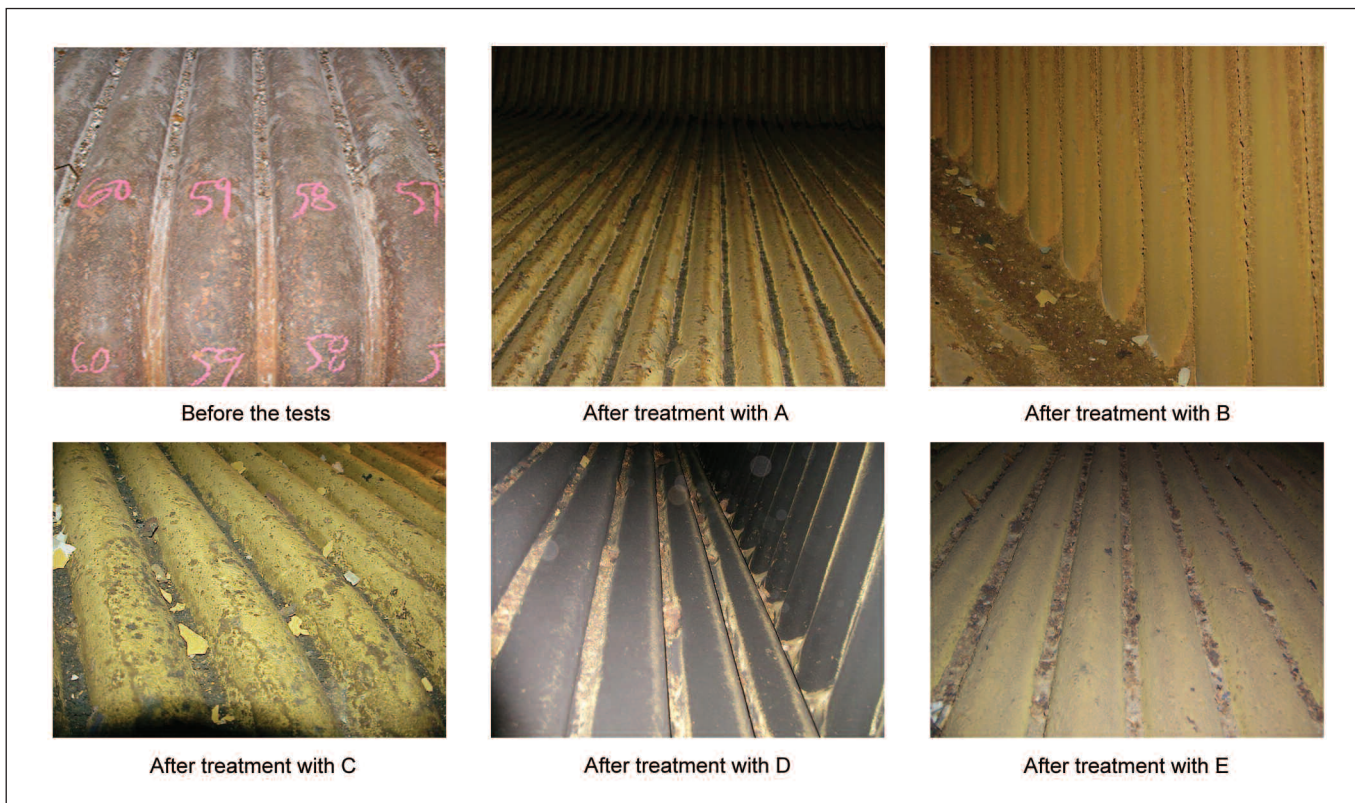 60 59 58 57
60 59 58
Before the tests
After treatment with A
After treatment with B
After treatment with C
After treatment with D
After treatment with E